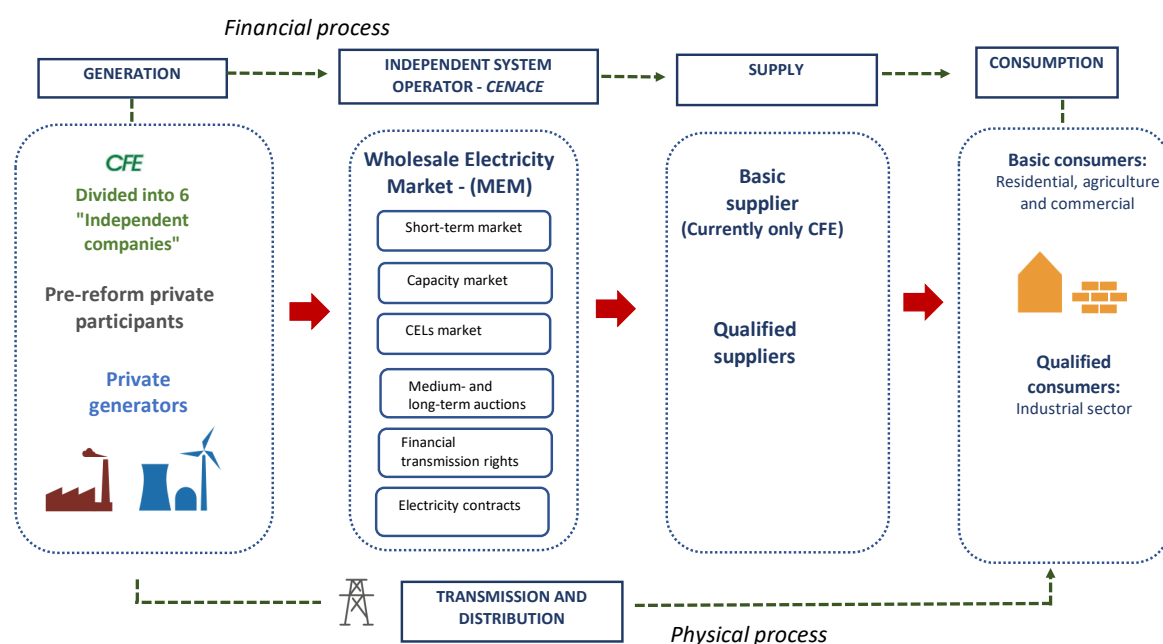 Financial process
GENERATION
INDEPENDENT SYSTEM
OPERATOR - CENACE
SUPPLY
CONSUMPTION
CFE
Divided into 6
"Independent
companies"
Pre-reform private
participants
Private
generators
Wholesale Electricity
Market - (MEM)
Short-term market
Capacity market
CELs market
Medium- and
long-term auctions
Financial
transmission rights
Electricity contracts
Basic
supplier
(Currently only CFE)
Qualified
suppliers
Basic consumers:
Residential, agriculture
and commercial
Qualified
consumers:
Industrial sector
TRANSMISSION AND
DISTRIBUTION
Physical process